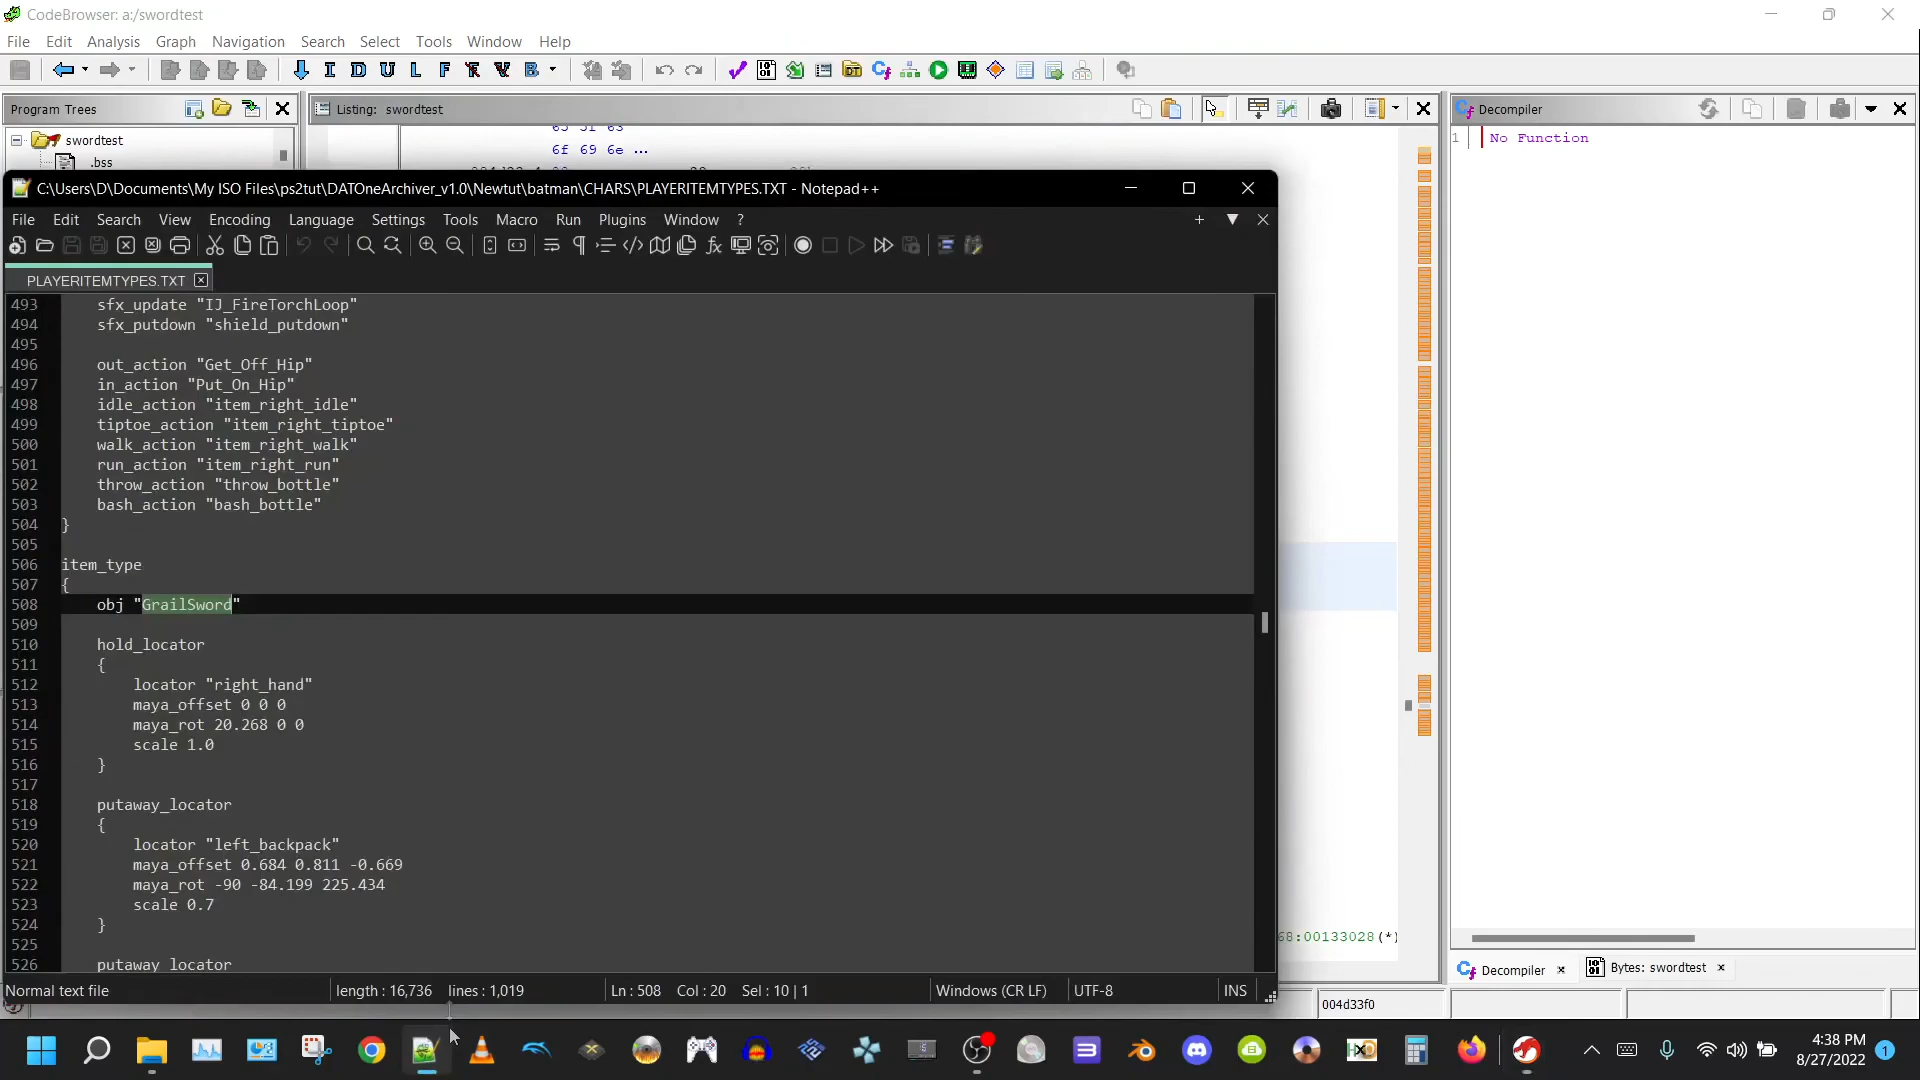 CodeBrowser: a:/swordtest
File Edit Analysis Graph Navigation Search Select Tools Window Help
I D U L F V B
Program Trees
Listing: swordtest
Decompiler
swordtest
.bss
6f 69 6e ...
1 No Function
C:\Users\D\Documents\My ISO Files\ps2tut\DATOneArchiver_v1.0\Newtut\batman\CHARS\PLAYERITEMTYPES.TXT - Notepad++
File Edit Search View Encoding Language Settings Tools Macro Run Plugins Window ?
PLAYERITEMTYPES.TXT
493 sfx_update "IJ_FireTorchLoop"
494 sfx_putdown "shield_putdown"
495
496 out_action "Get_Off_Hip"
497 in_action "Put_On_Hip"
498 idle_action "item_right_idle"
499 tiptoe_action "item_right_tiptoe"
500 walk_action "item_right_walk"
501 run_action "item_right_run"
502 throw_action "throw_bottle"
503 bash_action "bash_bottle"
504 }
505
506 item_type
507 {
508 obj "GrailSword"
509
510 hold_locator
511 {
512 locator "right_hand"
513 maya_offset 0 0 0
514 maya_rot 20.268 0 0
515 scale 1.0
516 }
517
518 putaway_locator
519 {
520 locator "left_backpack"
521 maya_offset 0.684 0.811 -0.669
522 maya_rot -90 -84.199 225.434
523 scale 0.7
524 }
525
526 putaway_locator
68:00133028(*)
Decompiler
Bytes: swordtest
Normal text file length : 16,736 lines : 1,019 Ln : 508 Col : 20 Sel : 10 | 1 Windows (CR LF) UTF-8 INS
004d33f0
4:38 PM
8/27/2022
1